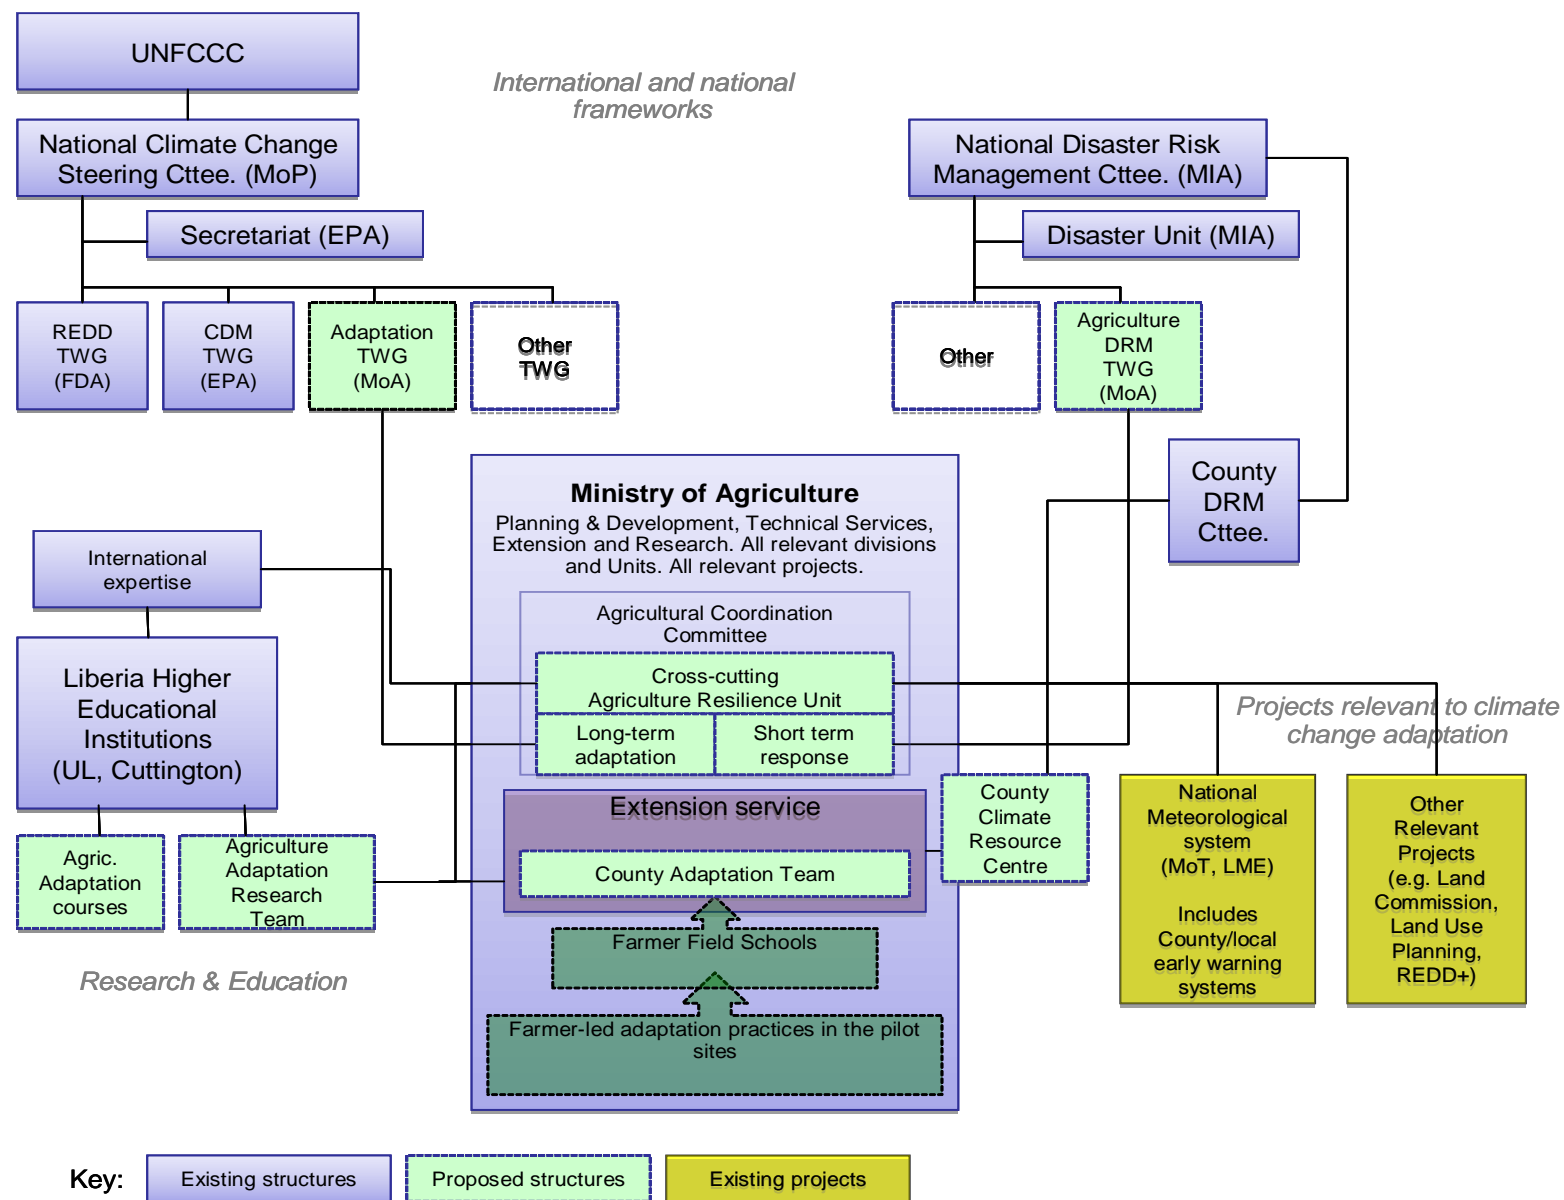 UNFCCC
International and national
frameworks
National Climate Change
Steering Cttee. (MoP)
National Disaster Risk
Management Cttee. (MIA)
Secretariat (EPA)
Disaster Unit (MIA)
REDD
TWG
(FDA)
CDM
TWG
(EPA)
Adaptation
TWG
(MoA)
Other
TWG
Other
Agriculture
DRM
TWG
(MoA)
County
DRM
Cttee.
Ministry of Agriculture
Planning & Development, Technical Services,
Extension and Research. All relevant divisions
and Units. All relevant projects.
International
expertise
Agricultural Coordination
Committee
Cross-cutting
Agriculture Resilience Unit
Long-term
adaptation
Short term
response
Liberia Higher
Educational
Institutions
(UL, Cuttington)
Projects relevant to climate
change adaptation
Extension service
County Adaptation Team
County
Climate
Resource
Centre
National
Meteorological
system
(MoT, LME)
Includes
County/local
early warning
systems
Other
Relevant
Projects
(e.g. Land
Commission,
Land Use
Planning,
REDD+)
Agric.
Adaptation
courses
Agriculture
Adaptation
Research
Team
Farmer Field Schools
Research & Education
Farmer-led adaptation practices in the pilot
sites
Key:
Existing structures
Proposed structures
Existing projects